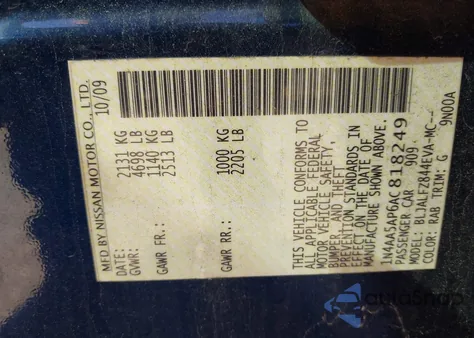 MFD BY NISSAN MOTOR CO., LTD.
DATE: 10/09
GVWR: 2131 KG
4698 LB
GAWR FR.: 1140 KG
2513 LB
GAWR RR.: 1000 KG
2205 LB
THIS VEHICLE CONFORMS TO
ALL APPLICABLE FEDERAL
MOTOR VEHICLE SAFETY,
BUMPER, AND THEFT
PREVENTION STANDARDS IN
EFFECT ON THE DATE OF
MANUFACTURE SHOWN ABOVE.
1N4AA5AP6AC818249
PASSENGER CAR 909.
MODEL: BLJALFZB44EVA-MC--
COLOR: BAB TRIM: G 9N00A
autoSnap